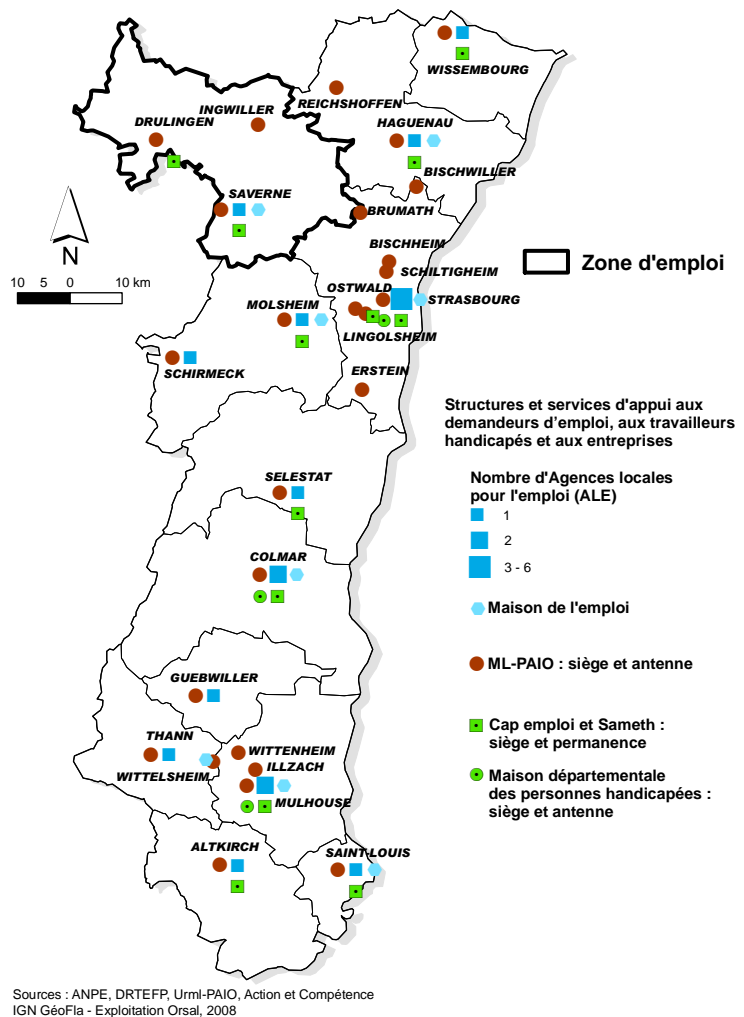 WISSEMBOURG
REICHSHOFFEN
INGWILLER
DRULINGEN
HAGUENAU
BISCHWILLER
SAVERNE
BRUMATH
N
10 5 0 10 km
BISCHHEIM
SCHILTIGHEIM
OSTWALD
STRASBOURG
MOLSHEIM
LINGOLSHEIM
SCHIRMECK
ERSTEIN
Zone d'emploi
Structures et services d'appui aux
demandeurs d’emploi, aux travailleurs
handicapés et aux entreprises
Nombre d'Agences locales
pour l'emploi (ALE)
1
2
3 - 6
Maison de l'emploi
ML-PAIO : siège et antenne
Cap emploi et Sameth :
siège et permanence
Maison départementale
des personnes handicapées :
siège et antenne
SELESTAT
COLMAR
GUEBWILLER
THANN
WITTENHEIM
ILLZACH
WITTELSHEIM
MULHOUSE
ALTKIRCH
SAINT-LOUIS
Sources : ANPE, DRTEFP, Urml-PAIO, Action et Compétence
IGN GéoFla - Exploitation Orsal, 2008